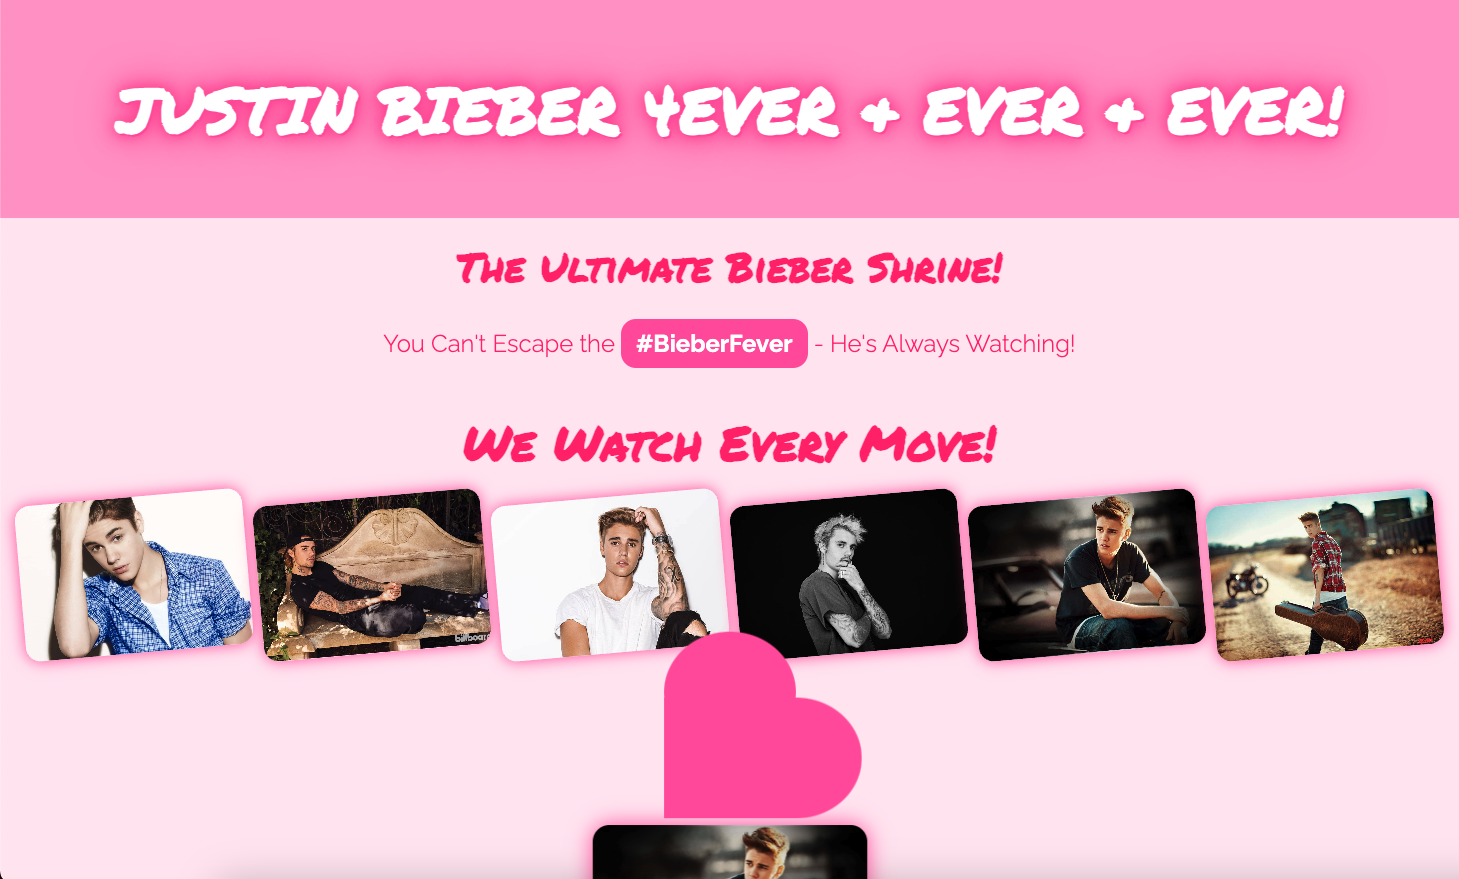 JUSTIN BIEBER 4EVER & EVER & EVER!
The Ultimate Bieber Shrine!
You Can't Escape the #BieberFever - He's Always Watching!
We Watch Every Move!
billboard